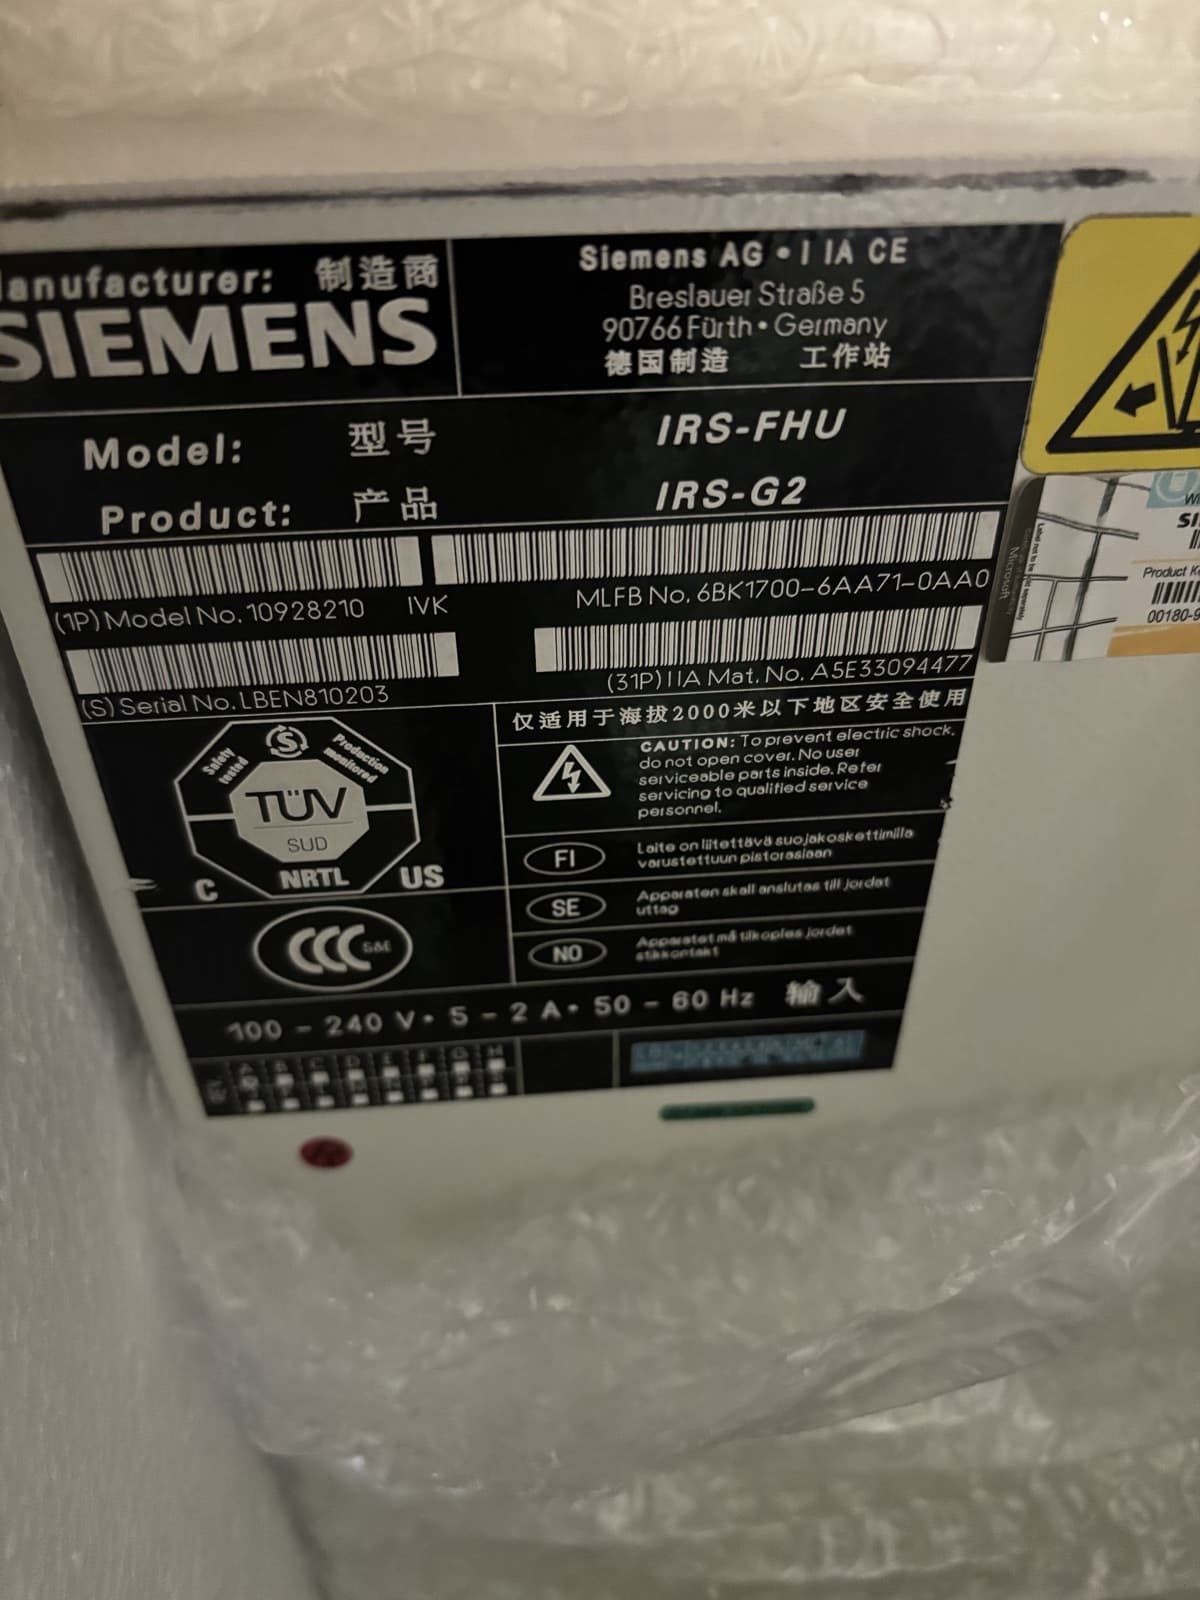 anufacturer: 制造商
SIEMENS
Siemens AG • I IA CE
Breslauer Straße 5
90766 Fürth • Germany
德国制造 工作站
Model: 型号 IRS-FHU
Product: 产品 IRS-G2
(1P) Model No. 10928210 IVK
MLFB No. 6BK1700-6AA71-0AA0
(S) Serial No. LBEN810203
(31P) IIA Mat. No. A5E33094477
仅适用于海拔2000米以下地区安全使用
CAUTION: To prevent electric shock,
do not open cover. No user
serviceable parts inside. Refer
servicing to qualified service
personnel.
Safety
tested
S
Production
monitored
TÜV
SUD
C NRTL US
FI
Laite on liitettävä suojakoskettimilla
varustettuun pistorasiaan
SE
Apparaten skall anslutas till jordat
uttag
NO
Apparatet må tilkoples jordet
stikkontakt
CCC S&E
100 - 240 V • 5 - 2 A • 50 - 60 Hz 输入
A B C D E F G H
Microsoft
Product K
00180-9